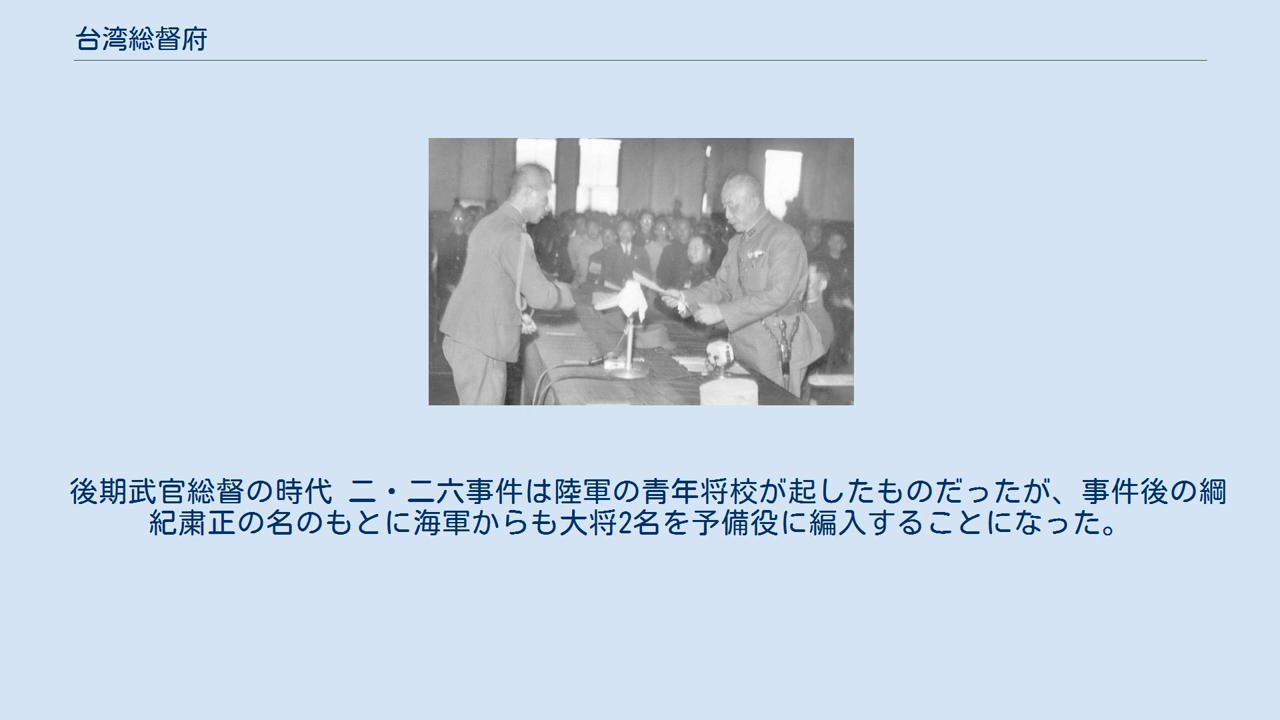 台湾総督府
後期武官総督の時代 二・二六事件は陸軍の青年将校が起したものだったが、事件後の綱
紀粛正の名のもとに海軍からも大将2名を予備役に編入することになった。